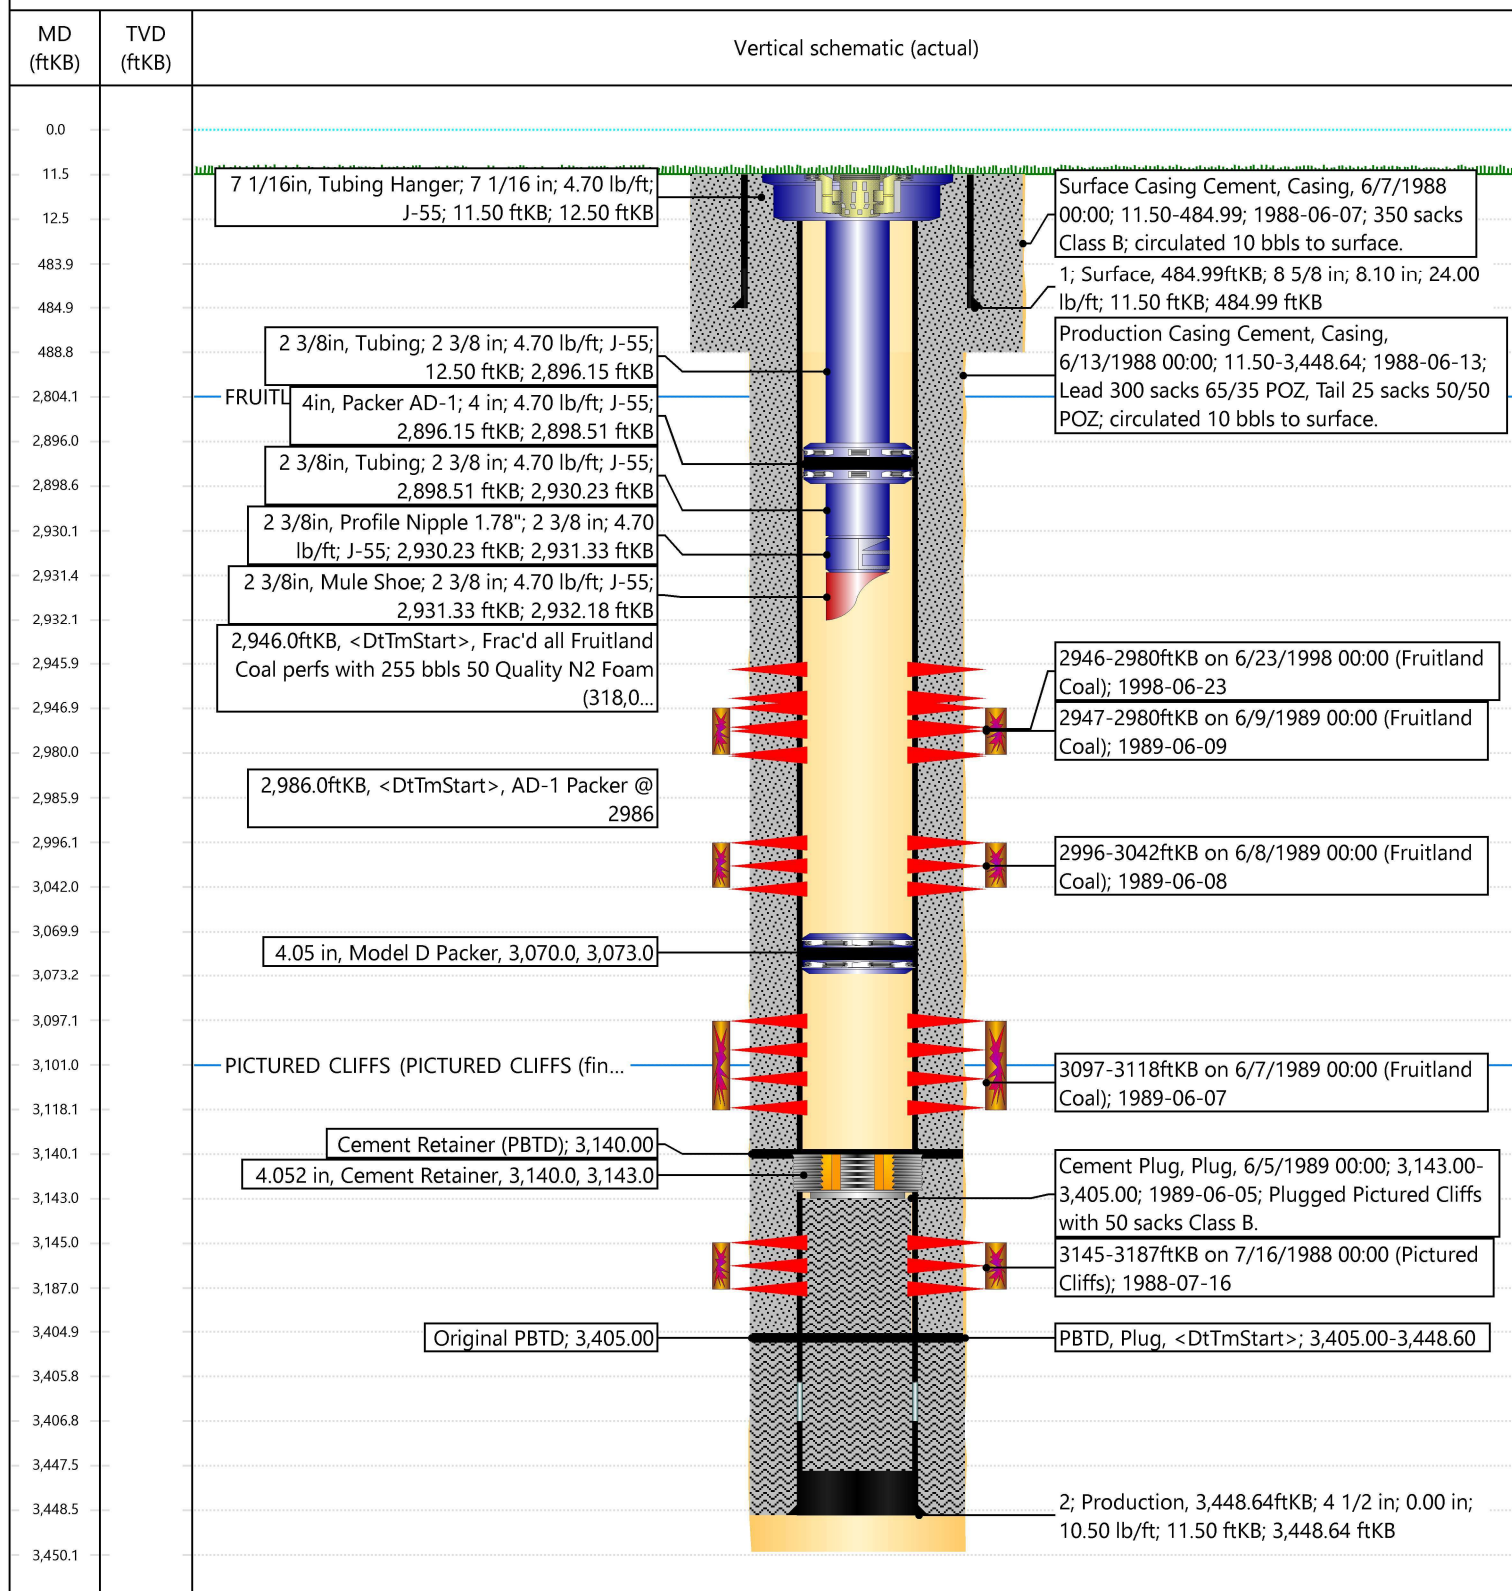 MD
(ftKB)
TVD
(ftKB)
Vertical schematic (actual)
0.0
11.5
483.9
484.9
488.8
2,804.1
2,896.0
2,898.6
2,930.1
2,931.4
2,932.1
2,945.9
2,946.9
2,980.0
2,985.9
2,996.1
3,042.0
3,069.9
3,073.2
3,097.1
3,101.0
3,118.1
3,140.1
3,143.0
3,145.0
3,187.0
3,404.9
3,405.8
3,406.8
3,447.5
3,448.5
3,450.1
7 1/16in, Tubing Hanger; 7 1/16 in; 4.70 lb/ft;
J-55; 11.50 ftKB; 12.50 ftKB
2 3/8in, Tubing; 2 3/8 in; 4.70 lb/ft; J-55;
12.50 ftKB; 2,896.15 ftKB
FRUITL
4in, Packer AD-1; 4 in; 4.70 lb/ft; J-55;
2,896.15 ftKB; 2,898.51 ftKB
2 3/8in, Tubing; 2 3/8 in; 4.70 lb/ft; J-55;
2,898.51 ftKB; 2,930.23 ftKB
2 3/8in, Profile Nipple 1.78"; 2 3/8 in; 4.70
lb/ft; J-55; 2,930.23 ftKB; 2,931.33 ftKB
2 3/8in, Mule Shoe; 2 3/8 in; 4.70 lb/ft; J-55;
2,931.33 ftKB; 2,932.18 ftKB
2,946.0ftKB, <DtTmStart>, Frac'd all Fruitland
Coal perfs with 255 bbls 50 Quality N2 Foam
(318,0...
2,986.0ftKB, <DtTmStart>, AD-1 Packer @
2986
4.05 in, Model D Packer, 3,070.0, 3,073.0
PICTURED CLIFFS (PICTURED CLIFFS (fin...
Cement Retainer (PBTD); 3,140.00
4.052 in, Cement Retainer, 3,140.0, 3,143.0
Original PBTD; 3,405.00
Surface Casing Cement, Casing, 6/7/1988
00:00; 11.50-484.99; 1988-06-07; 350 sacks
Class B; circulated 10 bbls to surface.
1; Surface, 484.99ftKB; 8 5/8 in; 8.10 in; 24.00
lb/ft; 11.50 ftKB; 484.99 ftKB
Production Casing Cement, Casing,
6/13/1988 00:00; 11.50-3,448.64; 1988-06-13;
Lead 300 sacks 65/35 POZ, Tail 25 sacks 50/50
POZ; circulated 10 bbls to surface.
2946-2980ftKB on 6/23/1998 00:00 (Fruitland
Coal); 1998-06-23
2947-2980ftKB on 6/9/1989 00:00 (Fruitland
Coal); 1989-06-09
2996-3042ftKB on 6/8/1989 00:00 (Fruitland
Coal); 1989-06-08
3097-3118ftKB on 6/7/1989 00:00 (Fruitland
Coal); 1989-06-07
Cement Plug, Plug, 6/5/1989 00:00; 3,143.00-
3,405.00; 1989-06-05; Plugged Pictured Cliffs
with 50 sacks Class B.
3145-3187ftKB on 7/16/1988 00:00 (Pictured
Cliffs); 1988-07-16
PBTD, Plug, <DtTmStart>; 3,405.00-3,448.60
2; Production, 3,448.64ftKB; 4 1/2 in; 0.00 in;
10.50 lb/ft; 11.50 ftKB; 3,448.64 ftKB